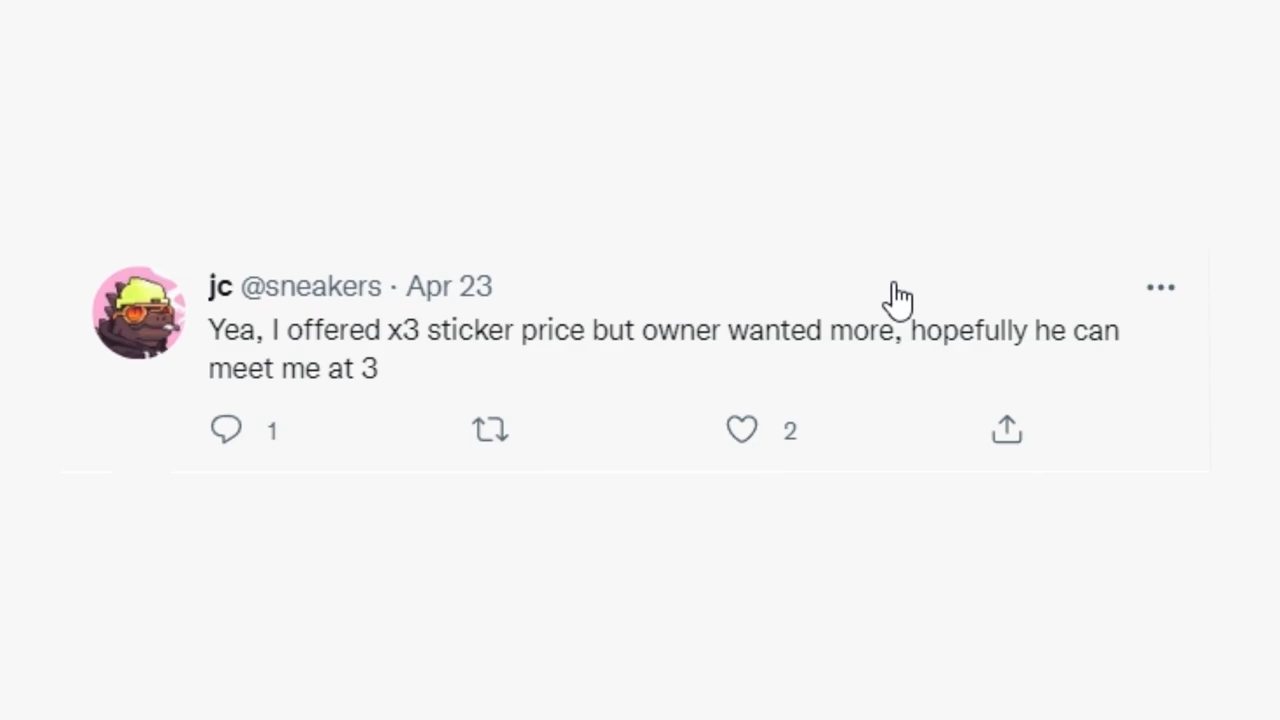 jc @sneakers · Apr 23
Yea, I offered x3 sticker price but owner wanted more, hopefully he can
meet me at 3
1 2